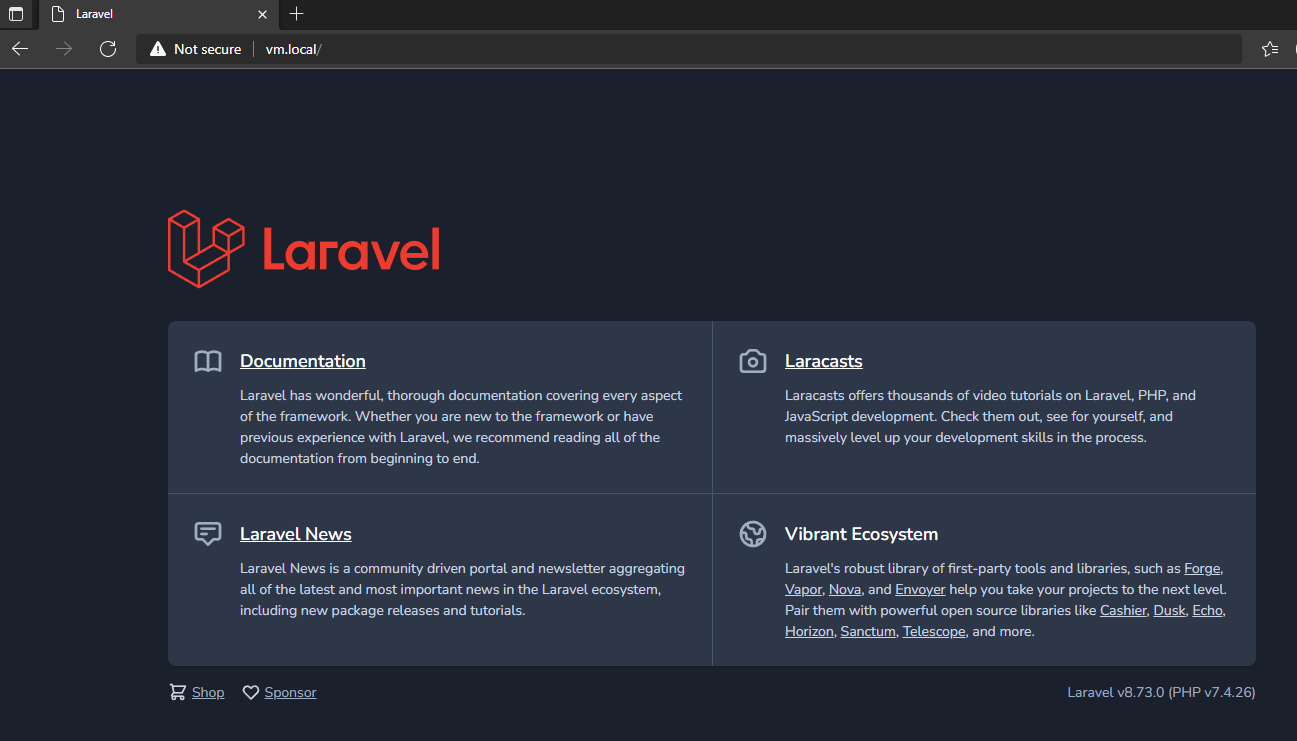 Laravel
Not secure
vm.local/
Laravel
Documentation
Laravel has wonderful, thorough documentation covering every aspect
of the framework. Whether you are new to the framework or have
previous experience with Laravel, we recommend reading all of the
documentation from beginning to end.
Laracasts
Laracasts offers thousands of video tutorials on Laravel, PHP, and
JavaScript development. Check them out, see for yourself, and
massively level up your development skills in the process.
Laravel News
Laravel News is a community driven portal and newsletter aggregating
all of the latest and most important news in the Laravel ecosystem,
including new package releases and tutorials.
Vibrant Ecosystem
Laravel's robust library of first-party tools and libraries, such as Forge,
Vapor, Nova, and Envoyer help you take your projects to the next level.
Pair them with powerful open source libraries like Cashier, Dusk, Echo,
Horizon, Sanctum, Telescope, and more.
Shop
Sponsor
Laravel v8.73.0 (PHP v7.4.26)